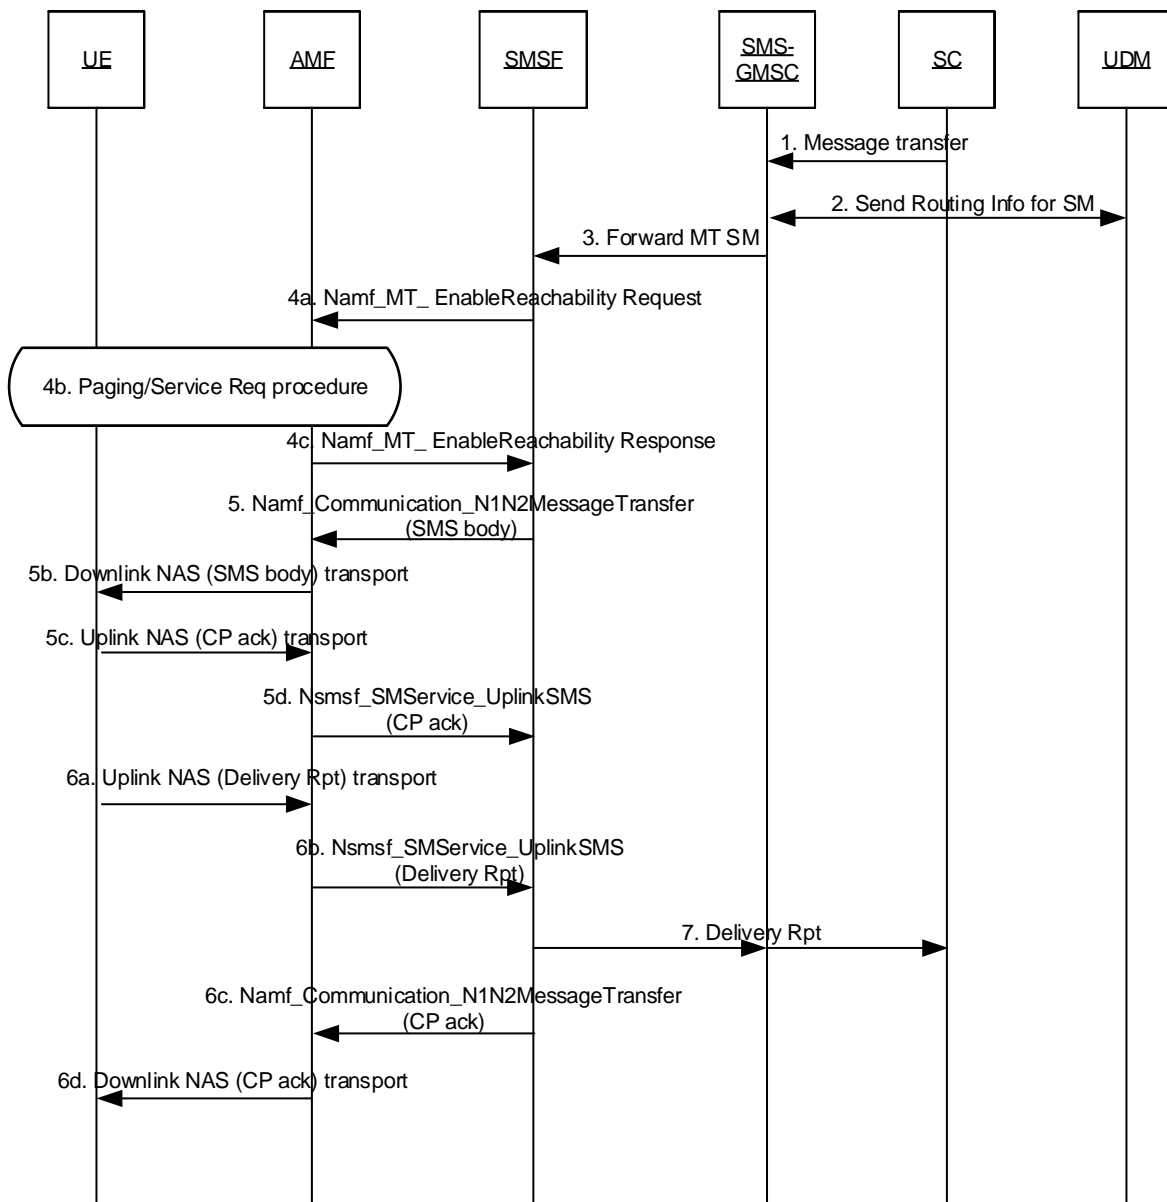 UE
AMF
SMSF
SMS-
GMSC
SC
UDM
1. Message transfer
2. Send Routing Info for SM
3. Forward MT SM
4a. Namf_MT_ EnableReachability Request
4b. Paging/Service Req procedure
4c. Namf_MT_ EnableReachability Response
5. Namf_Communication_N1N2MessageTransfer
(SMS body)
5b. Downlink NAS (SMS body) transport
5c. Uplink NAS (CP ack) transport
5d. Nsmsf_SMService_UplinkSMS
(CP ack)
6a. Uplink NAS (Delivery Rpt) transport
6b. Nsmsf_SMService_UplinkSMS
(Delivery Rpt)
7. Delivery Rpt
6c. Namf_Communication_N1N2MessageTransfer
(CP ack)
6d. Downlink NAS (CP ack) transport